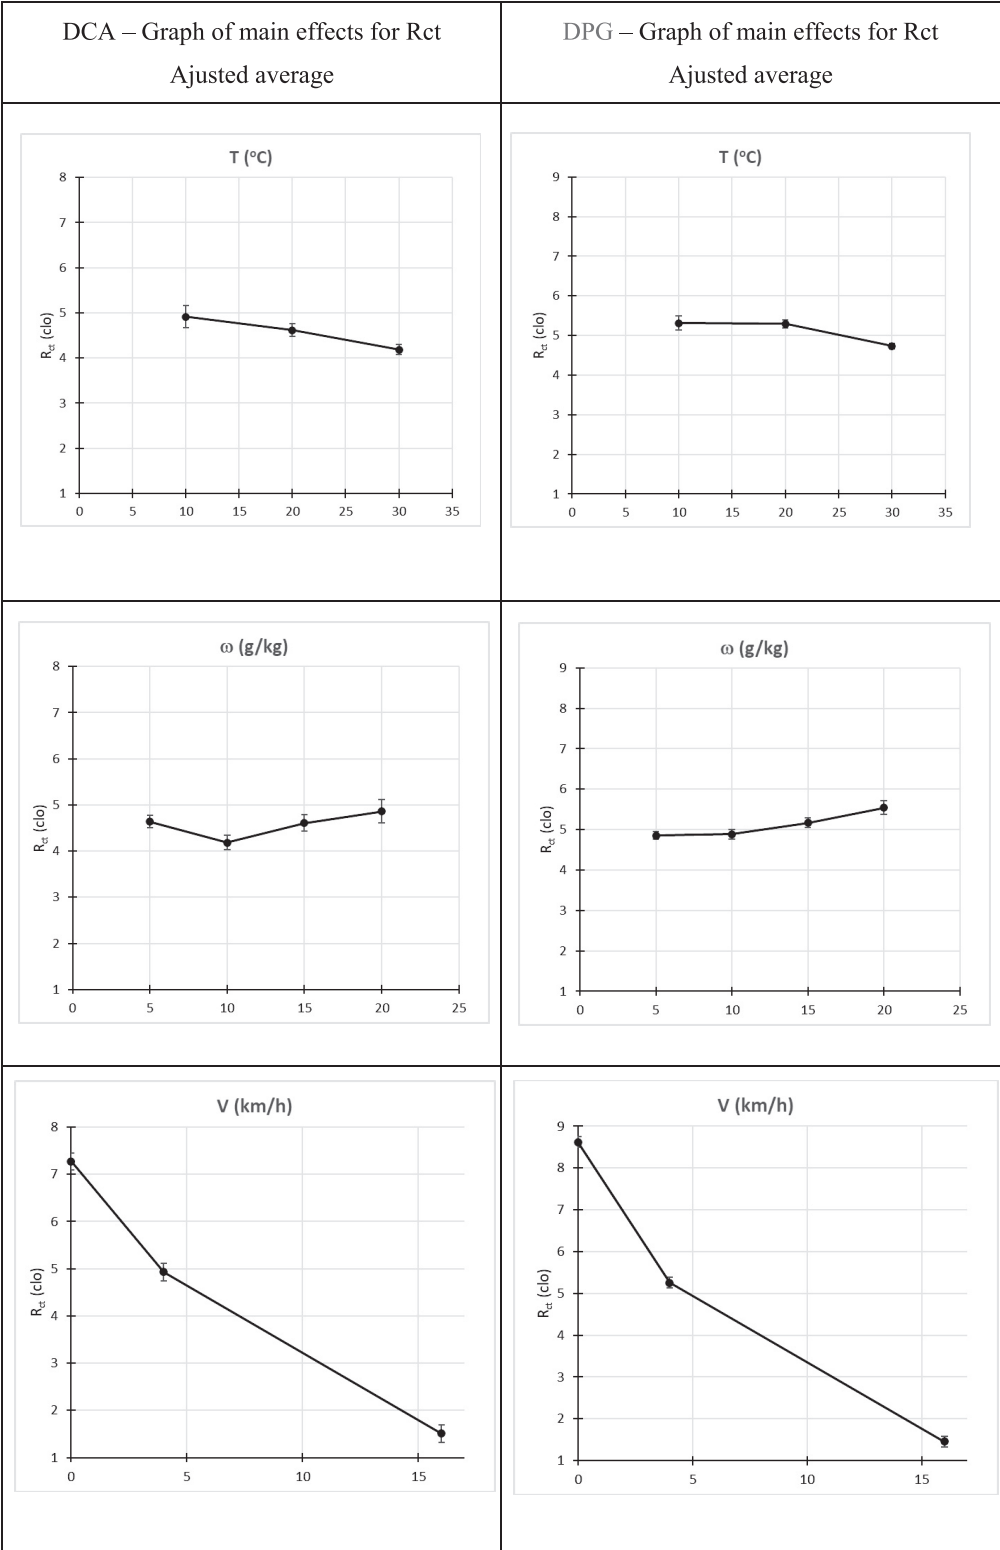 DCA – Graph of main effects for Rct
Ajusted average
DPG – Graph of main effects for Rct
Ajusted average
T (ºC)
8
7
6
5
4
3
2
1
Rct (clo)
0 5 10 15 20 25 30 35
T (ºC)
9
8
7
6
5
4
3
2
1
Rct (clo)
0 5 10 15 20 25 30 35
ω (g/kg)
8
7
6
5
4
3
2
1
Rct (clo)
0 5 10 15 20 25
ω (g/kg)
9
8
7
6
5
4
3
2
1
Rct (clo)
0 5 10 15 20 25
V (km/h)
8
7
6
5
4
3
2
1
Rct (clo)
0 5 10 15
V (km/h)
9
8
7
6
5
4
3
2
1
Rct (clo)
0 5 10 15